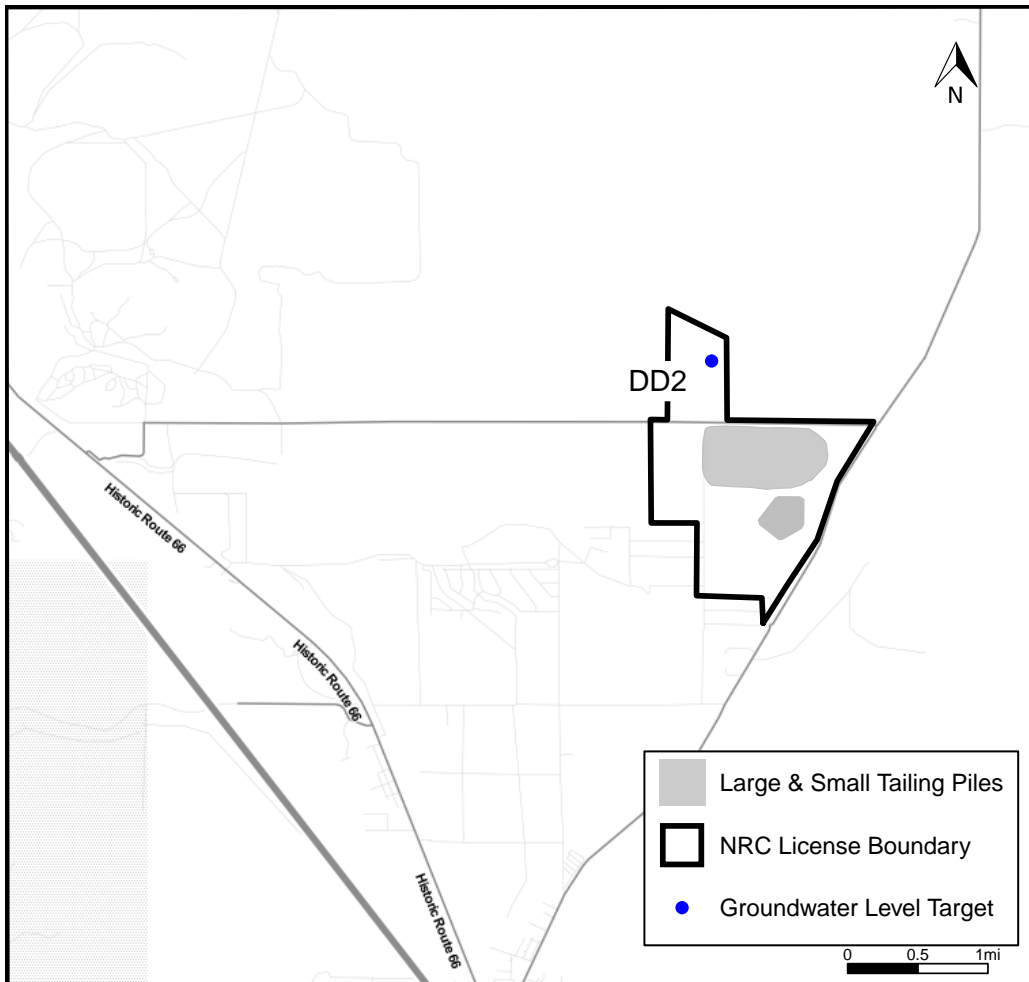 N
DD2
Historic Route 66
Historic Route 66
Historic Route 66
Large & Small Tailing Piles
NRC License Boundary
Groundwater Level Target
0 0.5 1mi